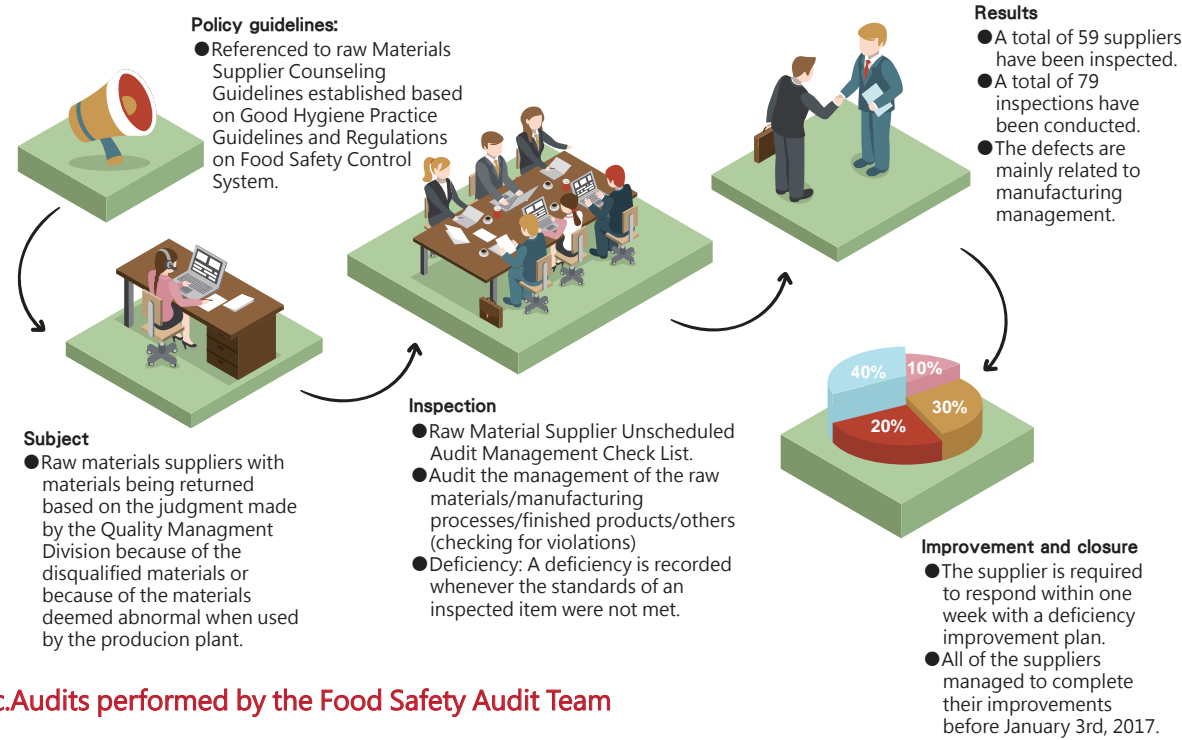 Policy guidelines:
●Referenced to raw Materials
Supplier Counseling
Guidelines established based
on Good Hygiene Practice
Guidelines and Regulations
on Food Safety Control
System.
Subject
●Raw materials suppliers with
materials being returned
based on the judgment made
by the Quality Managment
Division because of the
disqualified materials or
because of the materials
deemed abnormal when used
by the producion plant.
Inspection
●Raw Material Supplier Unscheduled
Audit Management Check List.
●Audit the management of the raw
materials/manufacturing
processes/finished products/others
(checking for violations)
●Deficiency: A deficiency is recorded
whenever the standards of an
inspected item were not met.
Results
●A total of 59 suppliers
have been inspected.
●A total of 79
inspections have
been conducted.
●The defects are
mainly related to
manufacturing
management.
40%
10%
30%
20%
Improvement and closure
●The supplier is required
to respond within one
week with a deficiency
improvement plan.
●All of the suppliers
managed to complete
their improvements
before January 3rd, 2017.
c.Audits performed by the Food Safety Audit Team